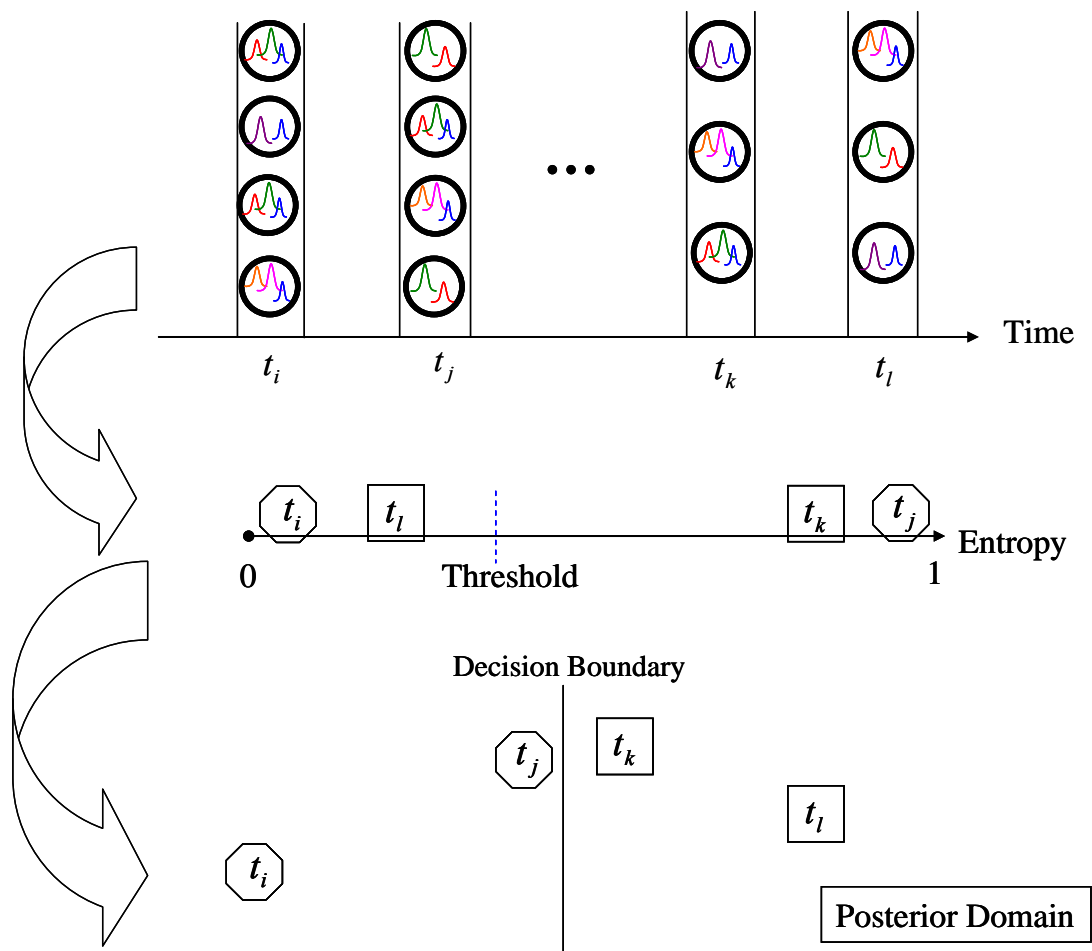 ...
Time
t_i t_j t_k t_l
t_i t_l t_k t_j
Entropy
0 Threshold 1
Decision Boundary
t_j t_k
t_l
t_i
Posterior Domain